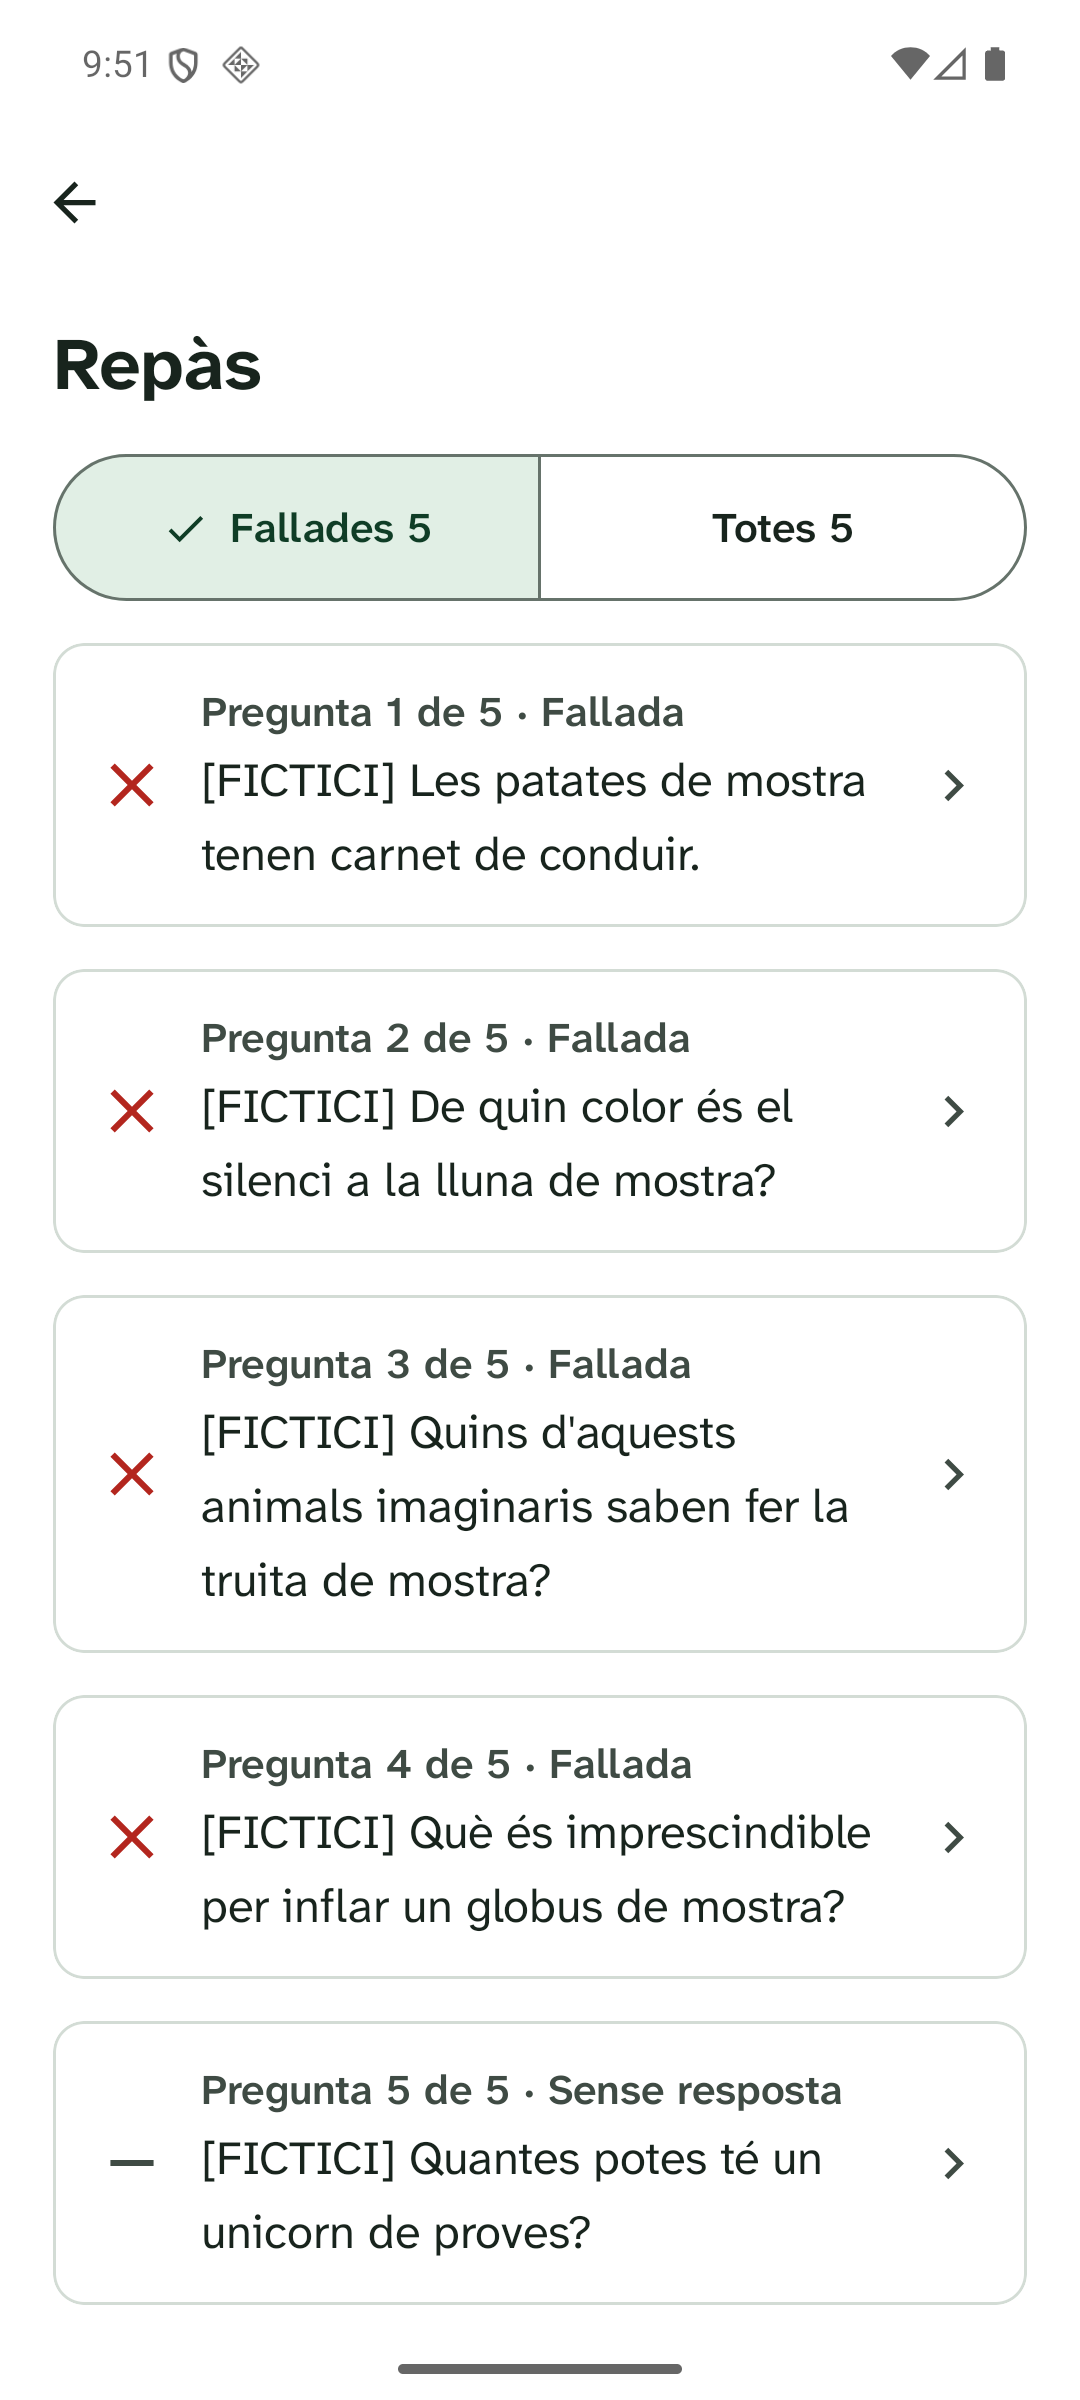 9:51
Repàs
Fallades 5
Totes 5
Pregunta 1 de 5 · Fallada
[FICTICI] Les patates de mostra
tenen carnet de conduir.
Pregunta 2 de 5 · Fallada
[FICTICI] De quin color és el
silenci a la lluna de mostra?
Pregunta 3 de 5 · Fallada
[FICTICI] Quins d'aquests
animals imaginaris saben fer la
truita de mostra?
Pregunta 4 de 5 · Fallada
[FICTICI] Què és imprescindible
per inflar un globus de mostra?
Pregunta 5 de 5 · Sense resposta
[FICTICI] Quantes potes té un
unicorn de proves?